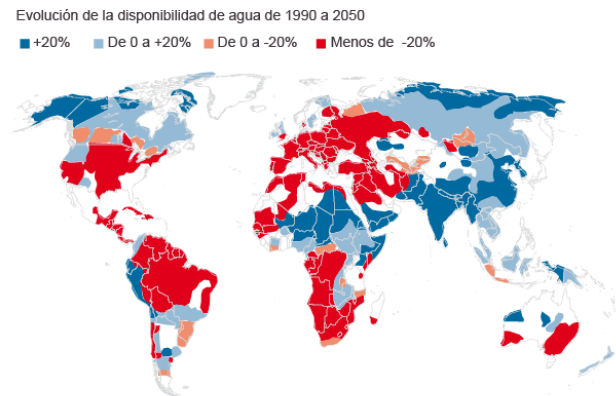 Evolución de la disponibilidad de agua de 1990 a 2050
+20% De 0 a +20% De 0 a -20% Menos de -20%